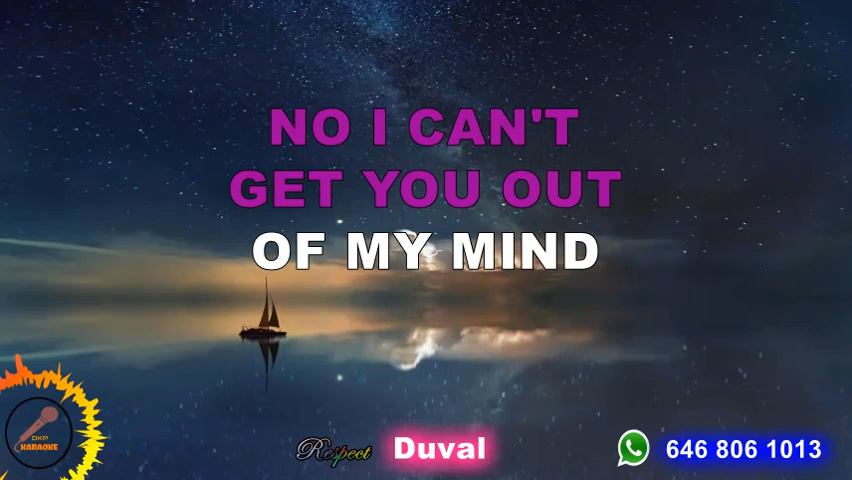 NO I CAN'T
GET YOU OUT
OF MY MIND
DKP
KARAOKE
Respect Duval
646 806 1013